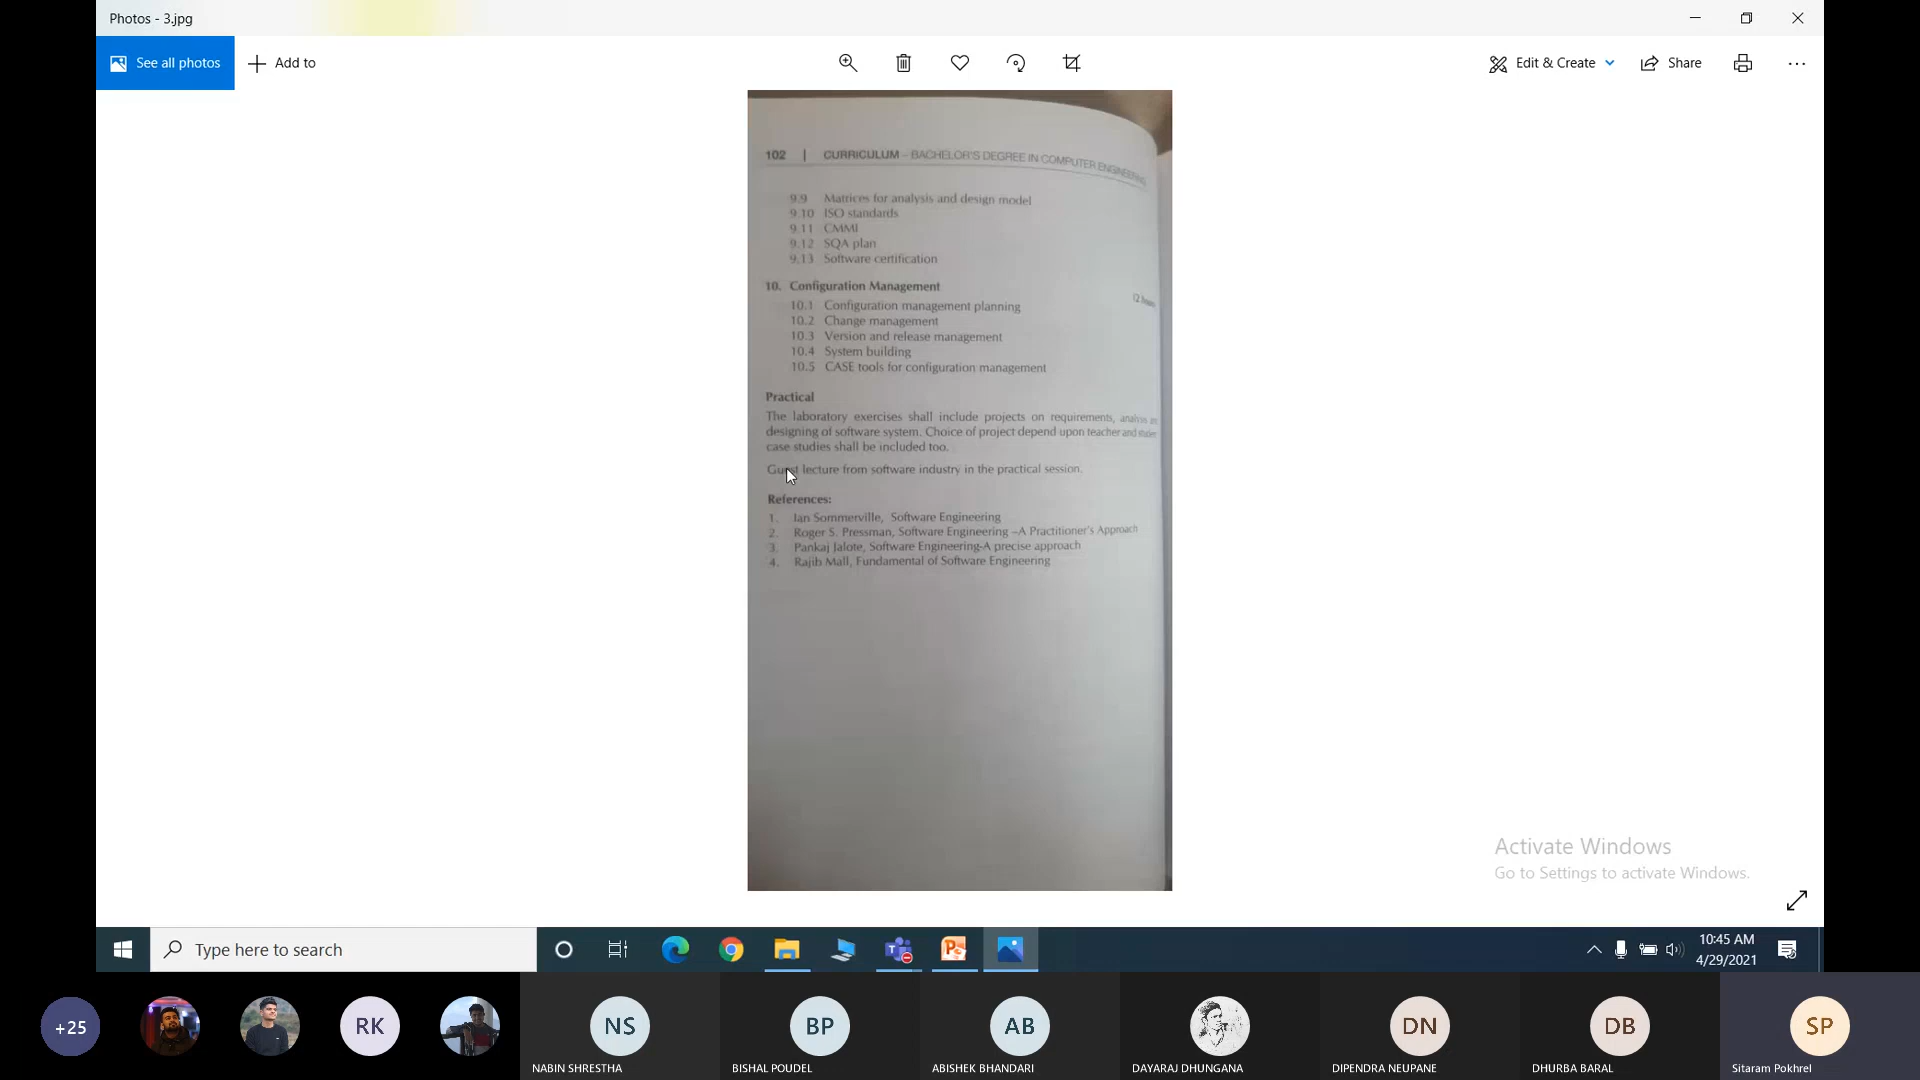 Photos - 3.jpg
See all photos
Add to
Edit & Create
Share
102 | CURRICULUM – BACHELOR'S DEGREE IN COMPUTER ENGINEERING
9.9 Matrices for analysis and design model
9.10 ISO standards
9.11 CMMI
9.12 SQA plan
9.13 Software certification
10. Configuration Management
[2 hours
10.1 Configuration management planning
10.2 Change management
10.3 Version and release management
10.4 System building
10.5 CASE tools for configuration management
Practical
The laboratory exercises shall include projects on requirements, analysis
designing of software system. Choice of project depend upon teacher and
case studies shall be included too.
Guest lecture from software industry in the practical session.
References:
1. Ian Sommerville, Software Engineering
2. Roger S. Pressman, Software Engineering –A Practitioner's Approach
3. Pankaj Jalote, Software Engineering-A precise approach
4. Rajib Mall, Fundamental of Software Engineering
Activate Windows
Go to Settings to activate Windows.
Type here to search
10:45 AM
4/29/2021
+25
RK
NS
BP
AB
DN
DB
SP
NABIN SHRESTHA
BISHAL POUDEL
ABISHEK BHANDARI
DAYARAJ DHUNGANA
DIPENDRA NEUPANE
DHURBA BARAL
Sitaram Pokhrel